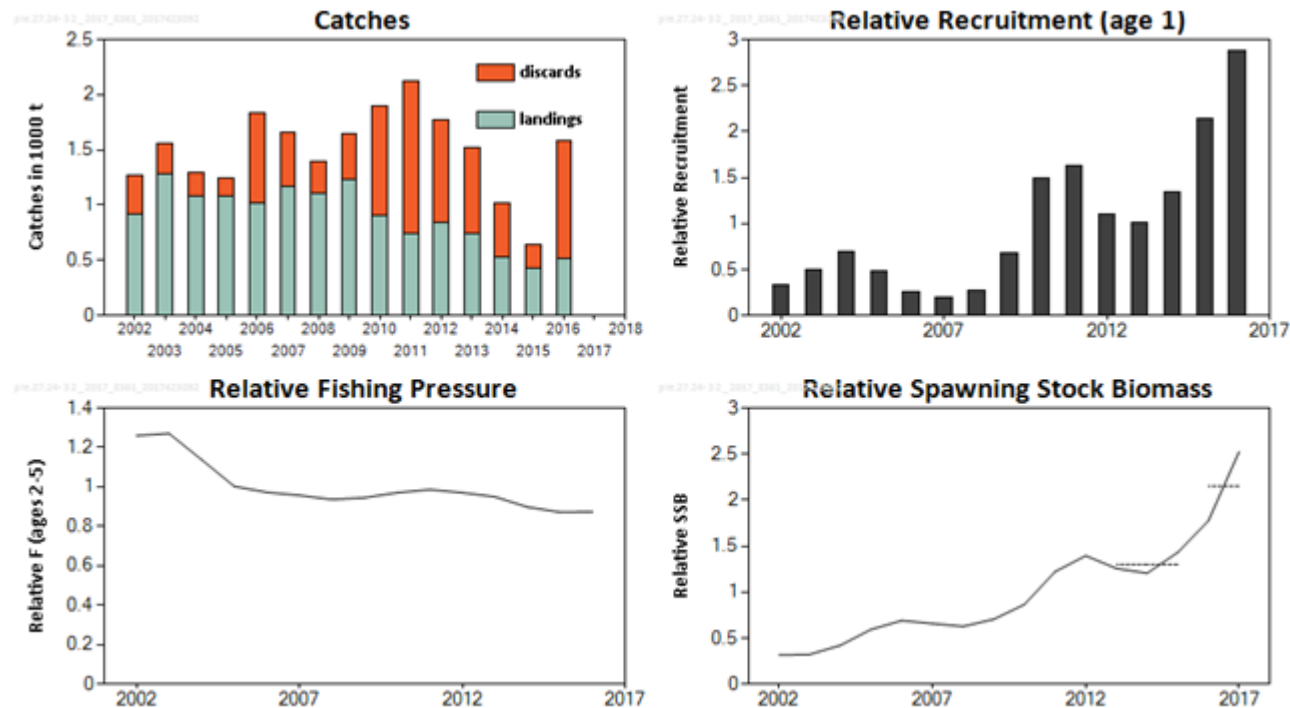 Catches
2.5
2
1.5
1
0.5
0
Catches in 1000 t
discards
landings
2002 2004 2006 2008 2010 2012 2014 2016 2018
2003 2005 2007 2009 2011 2013 2015 2017
Relative Recruitment (age 1)
3
2.5
2
1.5
1
0.5
0
Relative Recruitment
2002 2007 2012 2017
Relative Fishing Pressure
1.4
1.2
1
0.8
0.6
0.4
0.2
0
Relative F (ages 2-5)
2002 2007 2012 2017
Relative Spawning Stock Biomass
3
2.5
2
1.5
1
0.5
0
Relative SSB
2002 2007 2012 2017